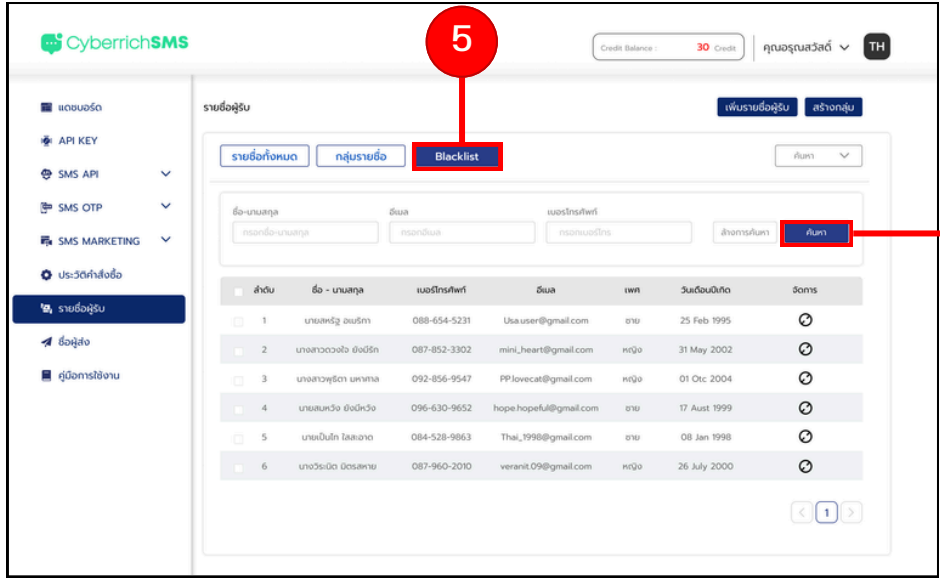 5
CyberrichSMS
Credit Balance : 30 Credit
คุณอรุณสวัสดิ์
TH
แดชบอร์ด
API KEY
SMS API
SMS OTP
SMS MARKETING
ประวัติคำสั่งซื้อ
รายชื่อผู้รับ
ชื่อผู้ส่ง
คู่มือการใช้งาน
รายชื่อผู้รับ
เพิ่มรายชื่อผู้รับ สร้างกลุ่ม
รายชื่อทั้งหมด กลุ่มรายชื่อ Blacklist ค้นหา
ชื่อ-นามสกุล อีเมล เบอร์โทรศัพท์
กรอกชื่อ-นามสกุล กรอกอีเมล กรอกเบอร์โทร ล้างการค้นหา ค้นหา
ลำดับ ชื่อ - นามสกุล เบอร์โทรศัพท์ อีเมล เพศ วันเดือนปีเกิด จัดการ
1 นายสหรัฐ อเมริกา 088-654-5231 Usa.user@gmail.com ชาย 25 Feb 1995
2 นางสาวดวงใจ ยังมีรัก 087-852-3302 mini_heart@gmail.com หญิง 31 May 2002
3 นางสาวพุธิตา มหาศาล 092-856-9547 PP.lovecat@gmail.com หญิง 01 Otc 2004
4 นายสมหวัง ยังมีหวัง 096-630-9652 hope.hopeful@gmail.com ชาย 17 Aust 1999
5 นายเป็นไท ใสสะอาด 084-528-9863 Thai_1998@gmail.com ชาย 08 Jan 1998
6 นางวิระนิด มิตรสหาย 087-960-2010 veranit.09@gmail.com หญิง 26 July 2000
< 1 >